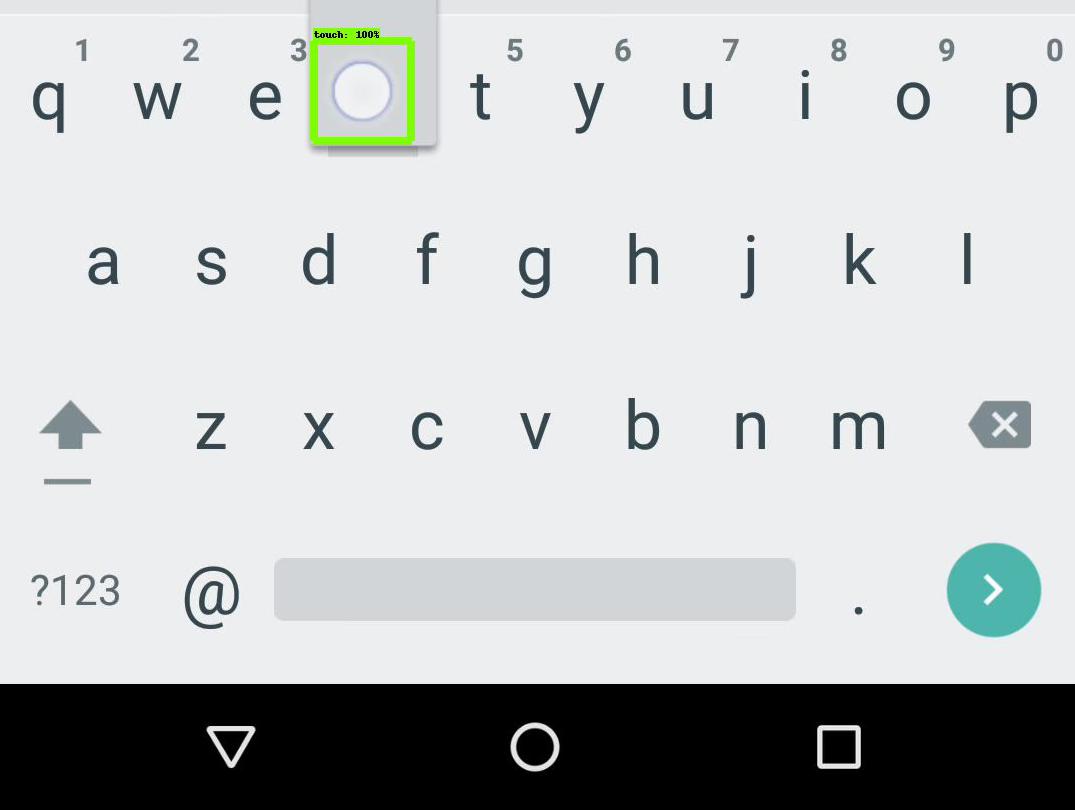 touch: 100%
1 2 3 5 6 7 8 9 0
q w e t y u i o p
a s d f g h j k l
z x c v b n m
?123 @ .